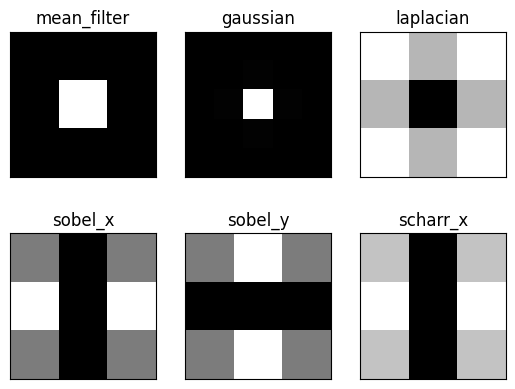 mean_filter
gaussian
laplacian
sobel_x
sobel_y
scharr_x